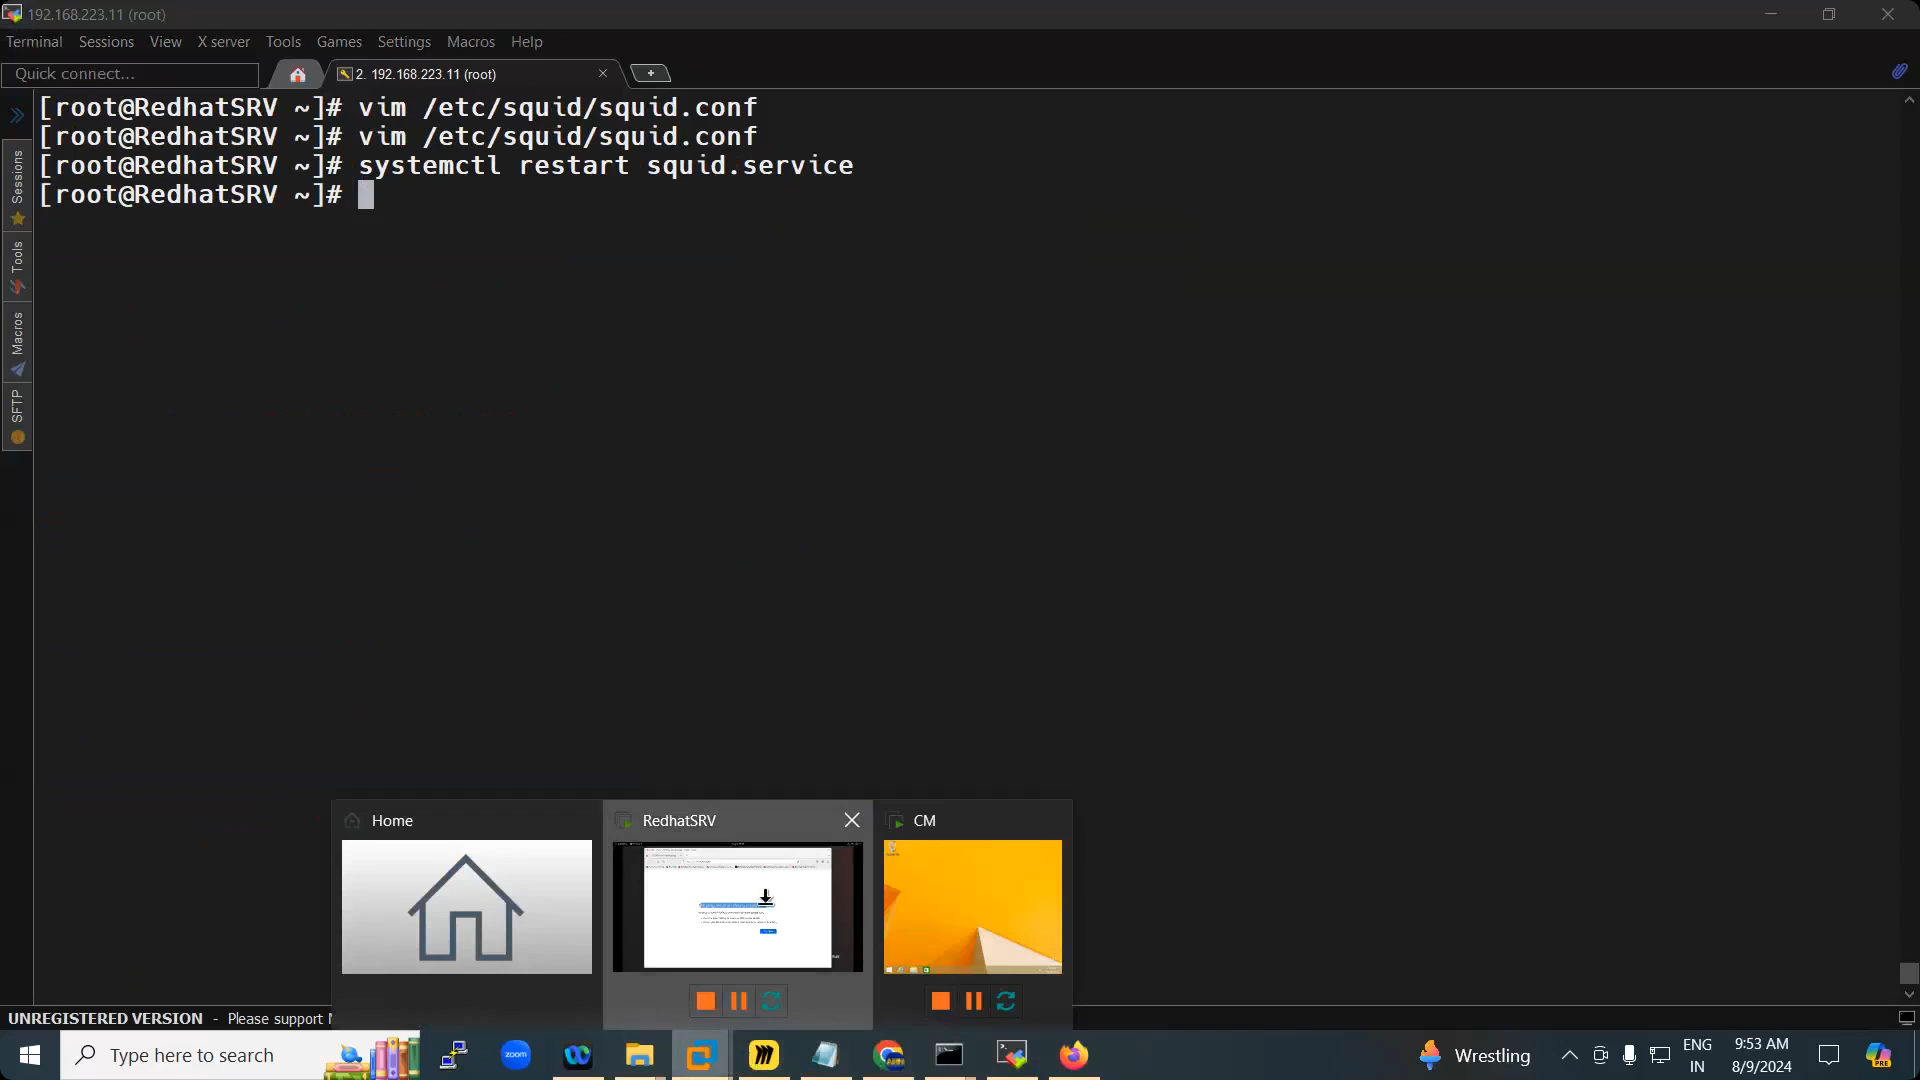 192.168.223.11 (root)
Terminal Sessions View X server Tools Games Settings Macros Help
Quick connect... 2. 192.168.223.11 (root)
[root@RedhatSRV ~]# vim /etc/squid/squid.conf
[root@RedhatSRV ~]# vim /etc/squid/squid.conf
[root@RedhatSRV ~]# systemctl restart squid.service
[root@RedhatSRV ~]#
Sessions
Tools
Macros
SFTP
Home RedhatSRV CM
UNREGISTERED VERSION - Please support
Type here to search
zoom
Wrestling
ENG
IN
9:53 AM
8/9/2024
PRE